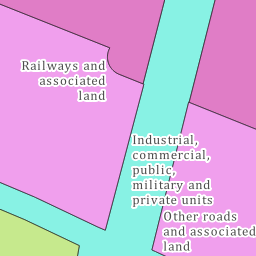 Railways and
associated
land
Industrial,
commercial,
public,
military and
private units
Other roads
and associated
land